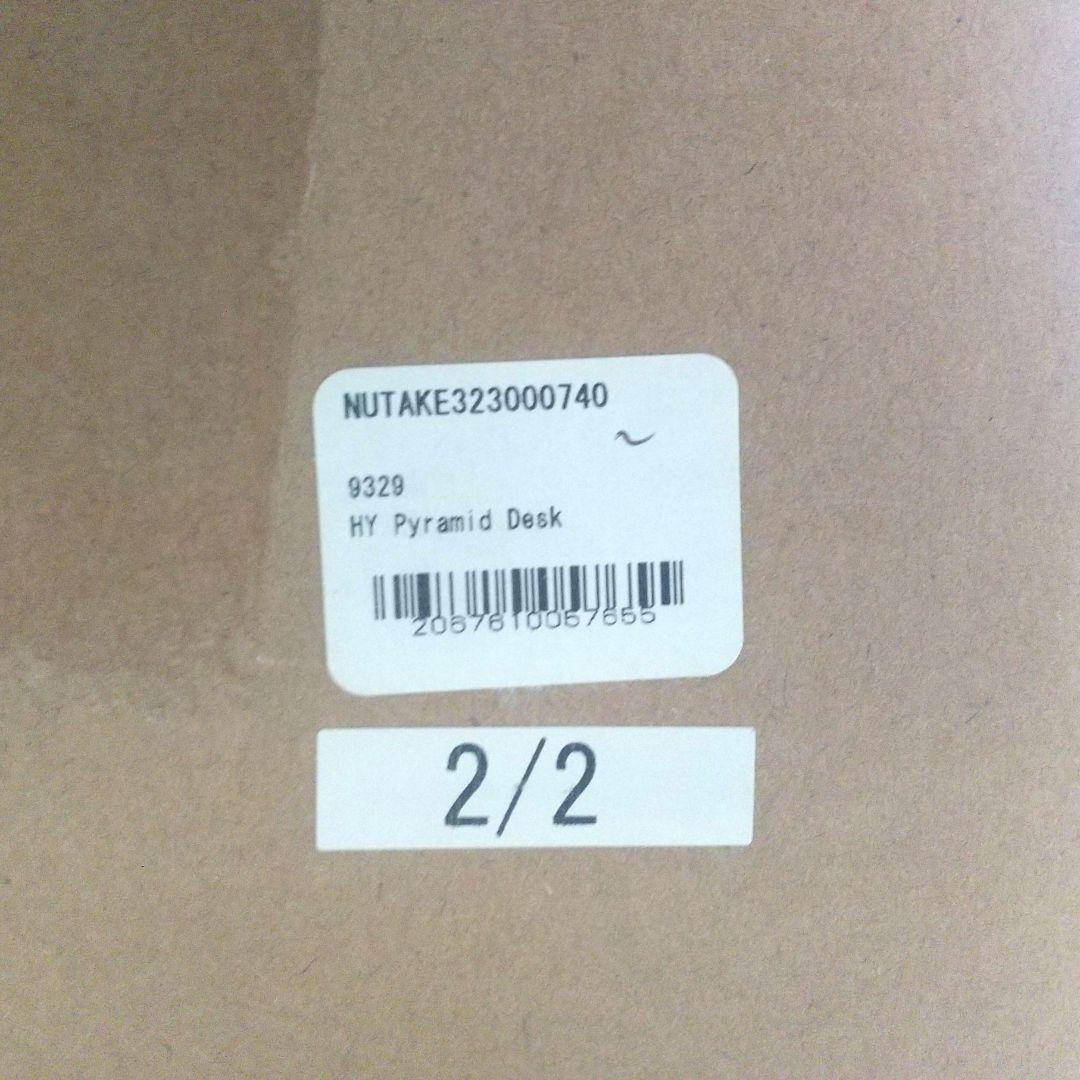 NUTAKE323000740
9329
HY Pyramid Desk
2067610067655
2/2